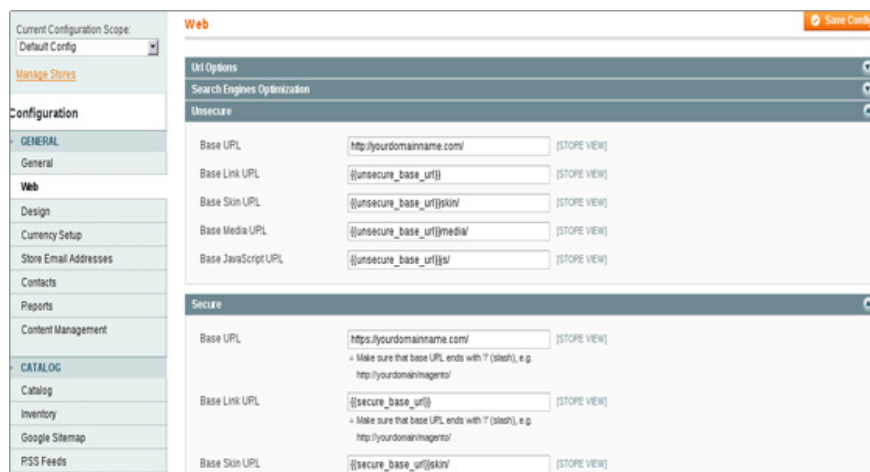 Current Configuration Scope:
Default Config
Manage Stores
Configuration
GENERAL
General
Web
Design
Currency Setup
Store Email Addresses
Contacts
Reports
Content Management
CATALOG
Catalog
Inventory
Google Sitemap
RSS Feeds
Web
Save Config
Url Options
Search Engines Optimization
Unsecure
Base URL http://yourdomainname.com/ [STORE VIEW]
Base Link URL {{unsecure_base_url}} [STORE VIEW]
Base Skin URL {{unsecure_base_url}}skin/ [STORE VIEW]
Base Media URL {{unsecure_base_url}}media/ [STORE VIEW]
Base JavaScript URL {{unsecure_base_url}}js/ [STORE VIEW]
Secure
Base URL https://yourdomainname.com/ [STORE VIEW]
Make sure that base URL ends with '/' (slash), e.g.
http://yourdomain/magento/
Base Link URL {{secure_base_url}} [STORE VIEW]
Make sure that base URL ends with '/' (slash), e.g.
http://yourdomain/magento/
Base Skin URL {{secure_base_url}}skin/ [STORE VIEW]